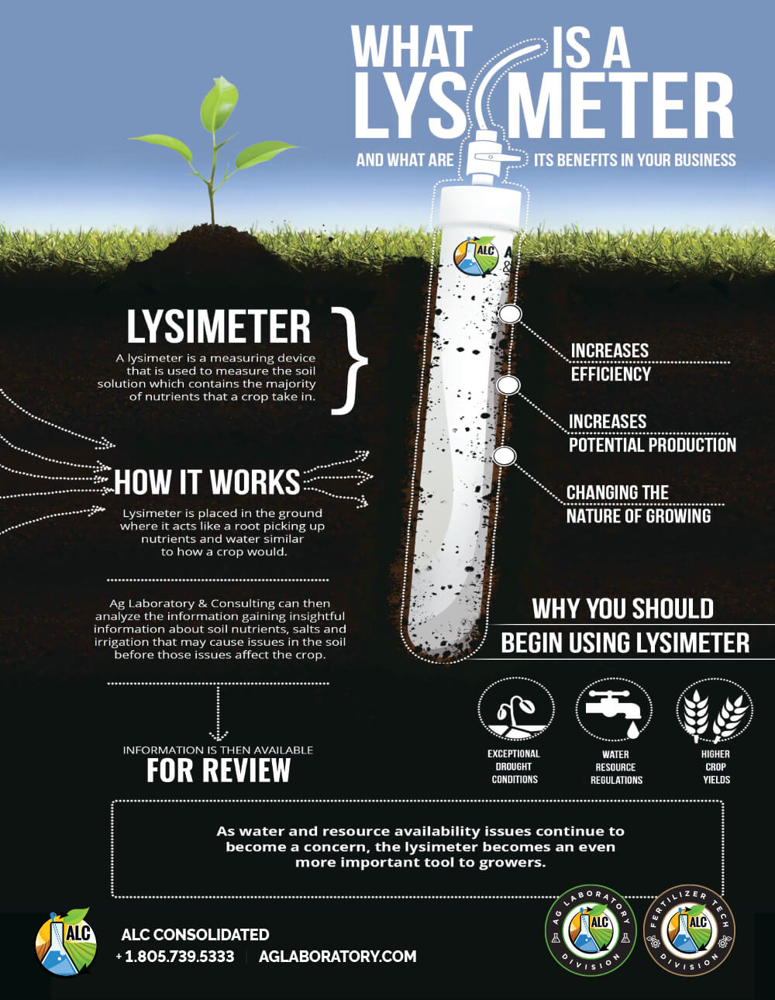 WHAT IS A
LYS METER
AND WHAT ARE ITS BENEFITS IN YOUR BUSINESS
ALC
A
&
LYSIMETER
A lysimeter is a measuring device
that is used to measure the soil
solution which contains the majority
of nutrients that a crop take in.
HOW IT WORKS
Lysimeter is placed in the ground
where it acts like a root picking up
nutrients and water similar
to how a crop would.
Ag Laboratory & Consulting can then
analyze the information gaining insightful
information about soil nutrients, salts and
irrigation that may cause issues in the soil
before those issues affect the crop.
INFORMATION IS THEN AVAILABLE
FOR REVIEW
INCREASES
EFFICIENCY
INCREASES
POTENTIAL PRODUCTION
CHANGING THE
NATURE OF GROWING
WHY YOU SHOULD
BEGIN USING LYSIMETER
EXCEPTIONAL
DROUGHT
CONDITIONS
WATER
RESOURCE
REGULATIONS
HIGHER
CROP
YIELDS
As water and resource availability issues continue to
become a concern, the lysimeter becomes an even
more important tool to growers.
ALC
ALC CONSOLIDATED
+ 1.805.739.5333 | AGLABORATORY.COM
AG LABORATORY
ALC
DIVISION
FERTILIZER TECH
ALC
DIVISION